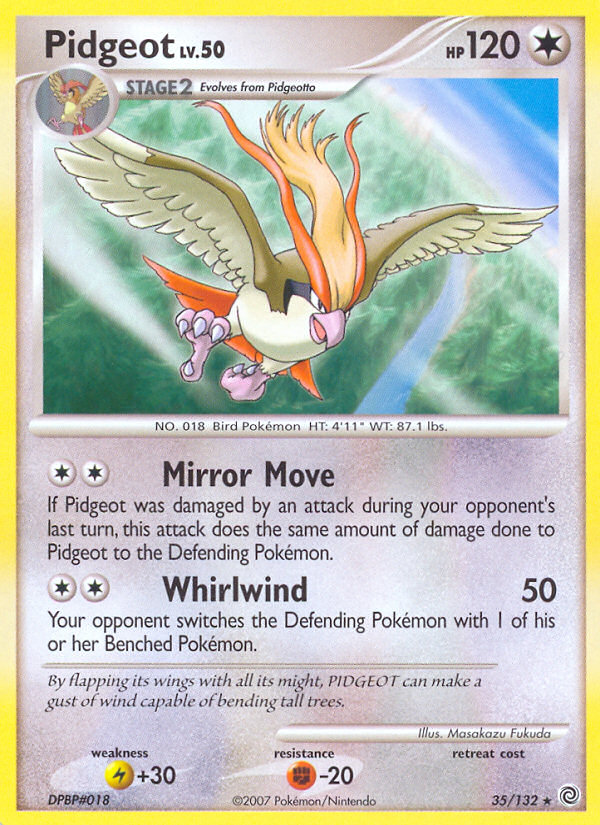 Pidgeot LV.50 HP 120
STAGE 2 Evolves from Pidgeotto
NO. 018 Bird Pokémon HT: 4'11" WT: 87.1 lbs.
Mirror Move
If Pidgeot was damaged by an attack during your opponent's
last turn, this attack does the same amount of damage done to
Pidgeot to the Defending Pokémon.
Whirlwind 50
Your opponent switches the Defending Pokémon with 1 of his
or her Benched Pokémon.
By flapping its wings with all its might, PIDGEOT can make a
gust of wind capable of bending tall trees.
Illus. Masakazu Fukuda
weakness resistance retreat cost
+30 -20
DPBP#018 ©2007 Pokémon/Nintendo 35/132 ★